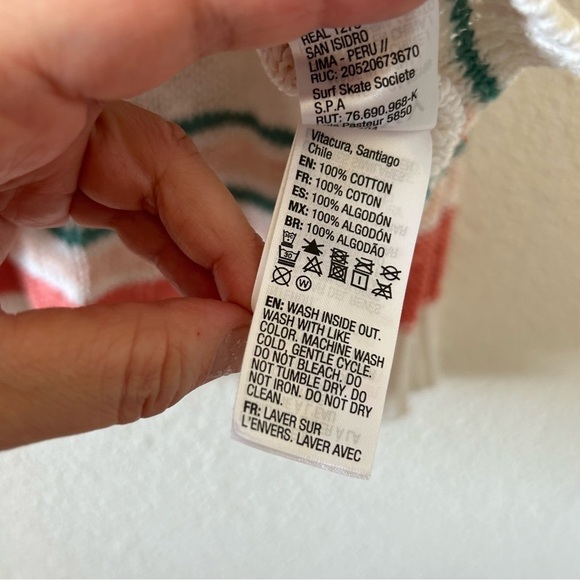 REAL
SAN ISIDRO
LIMA - PERU //
RUC: 20520673670
Surf Skate Societe
S.P.A
RUT: 76.690.968-K
Pasteur 5850
Vitacura, Santiago
Chile
EN: 100% COTTON
FR: 100% COTON
ES: 100% ALGODÓN
MX: 100% ALGODÓN
BR: 100% ALGODÃO
30
W
EN: WASH INSIDE OUT.
WASH WITH LIKE
COLOR. MACHINE WASH
COLD, GENTLE CYCLE.
DO NOT BLEACH, DO
NOT TUMBLE DRY. DO
NOT IRON. DO NOT DRY
CLEAN.
FR: LAVER SUR
L'ENVERS. LAVER AVEC